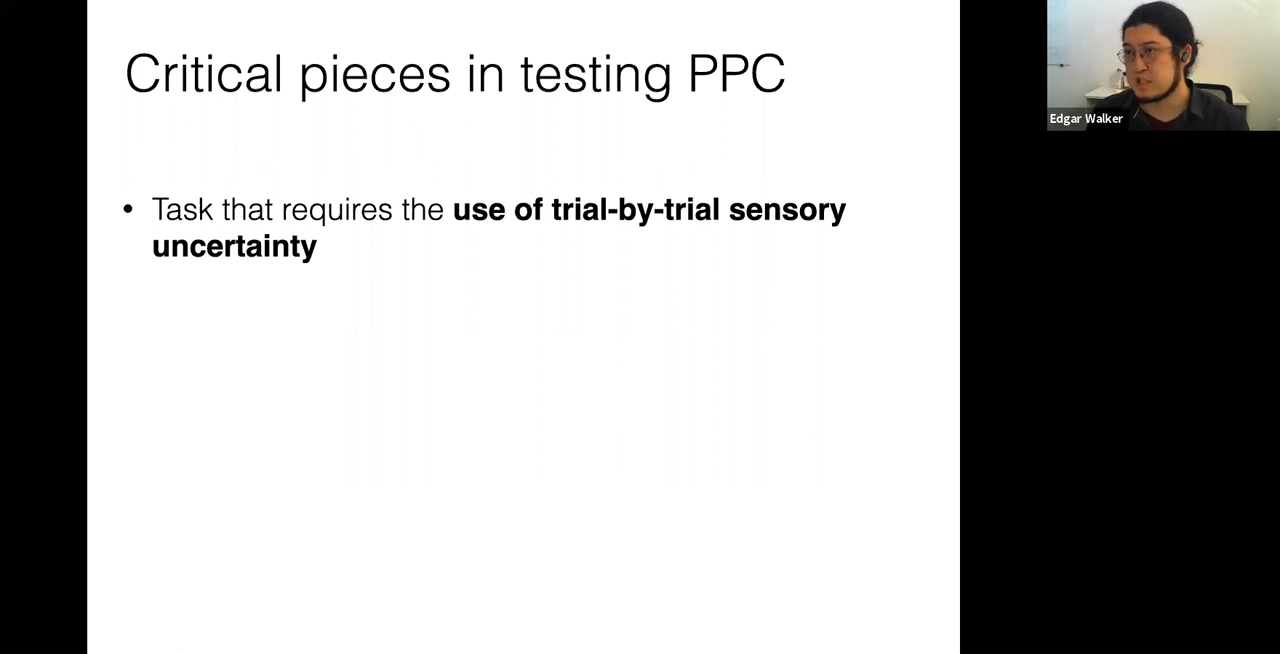 Critical pieces in testing PPC
Edgar Walker
• Task that requires the use of trial-by-trial sensory
uncertainty